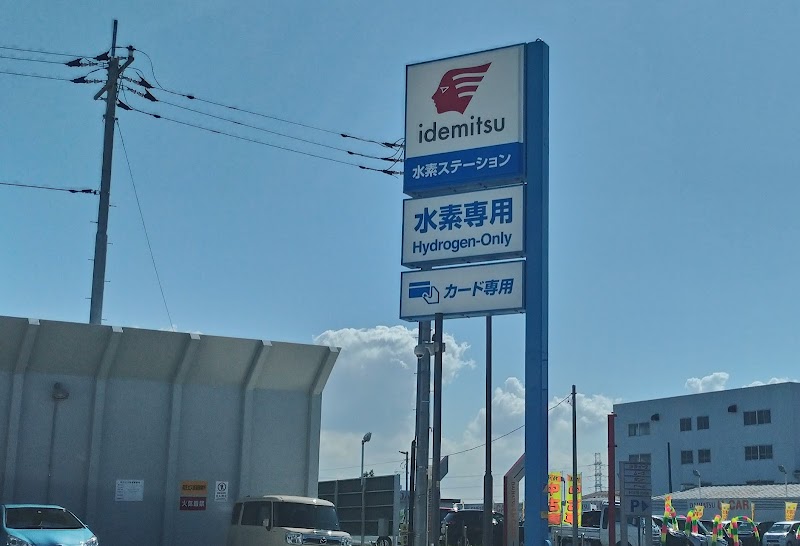 idemitsu
水素ステーション
水素専用
Hydrogen-Only
カード専用
P
CAR